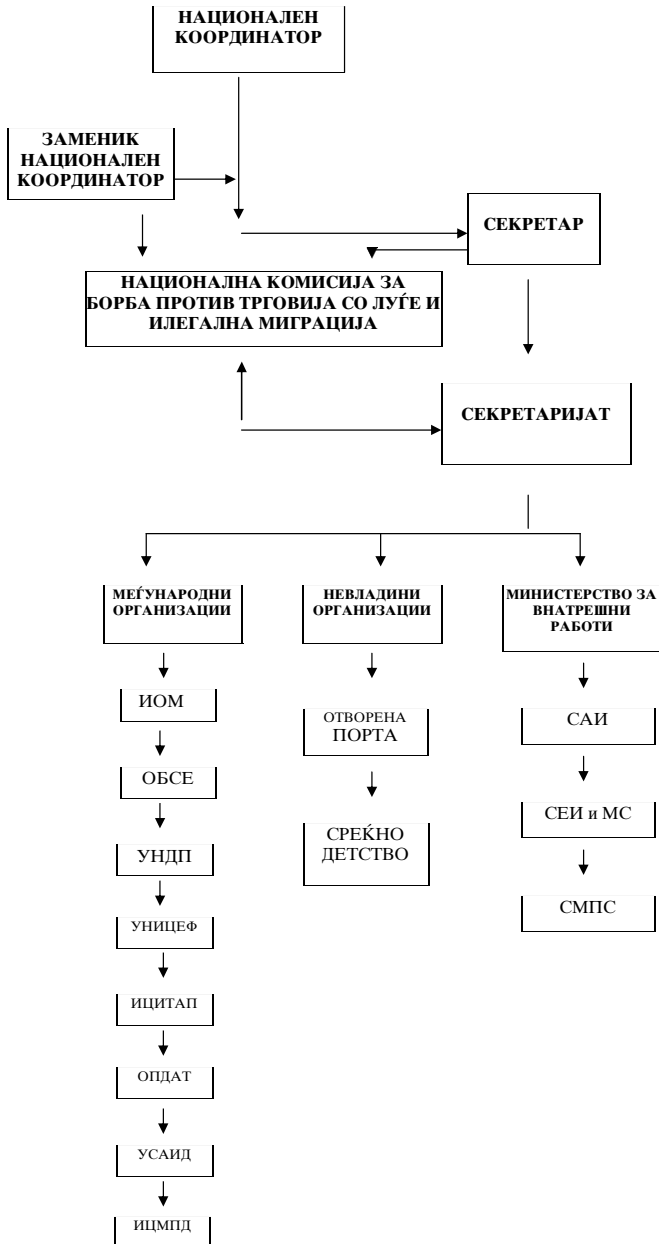 НАЦИОНАЛЕН
КООРДИНАТОР
ЗАМЕНИК
НАЦИОНАЛЕН
КООРДИНАТОР
СЕКРЕТАР
НАЦИОНАЛНА КОМИСИЈА ЗА
БОРБА ПРОТИВ ТРГОВИЈА СО ЛУЃЕ И
ИЛЕГАЛНА МИГРАЦИЈА
СЕКРЕТАРИЈАТ
МЕЃУНАРОДНИ
ОРГАНИЗАЦИИ
ИОМ
ОБСЕ
УНДП
УНИЦЕФ
ИЦИТАП
ОПДАТ
УСАИД
ИЦМПД
НЕВЛАДИНИ
ОРГАНИЗАЦИИ
ОТВОРЕНА
ПОРТА
СРЕЌНО
ДЕТСТВО
МИНИСТЕРСТВО ЗА
ВНАТРЕШНИ
РАБОТИ
САИ
СЕИ и МС
СМПС